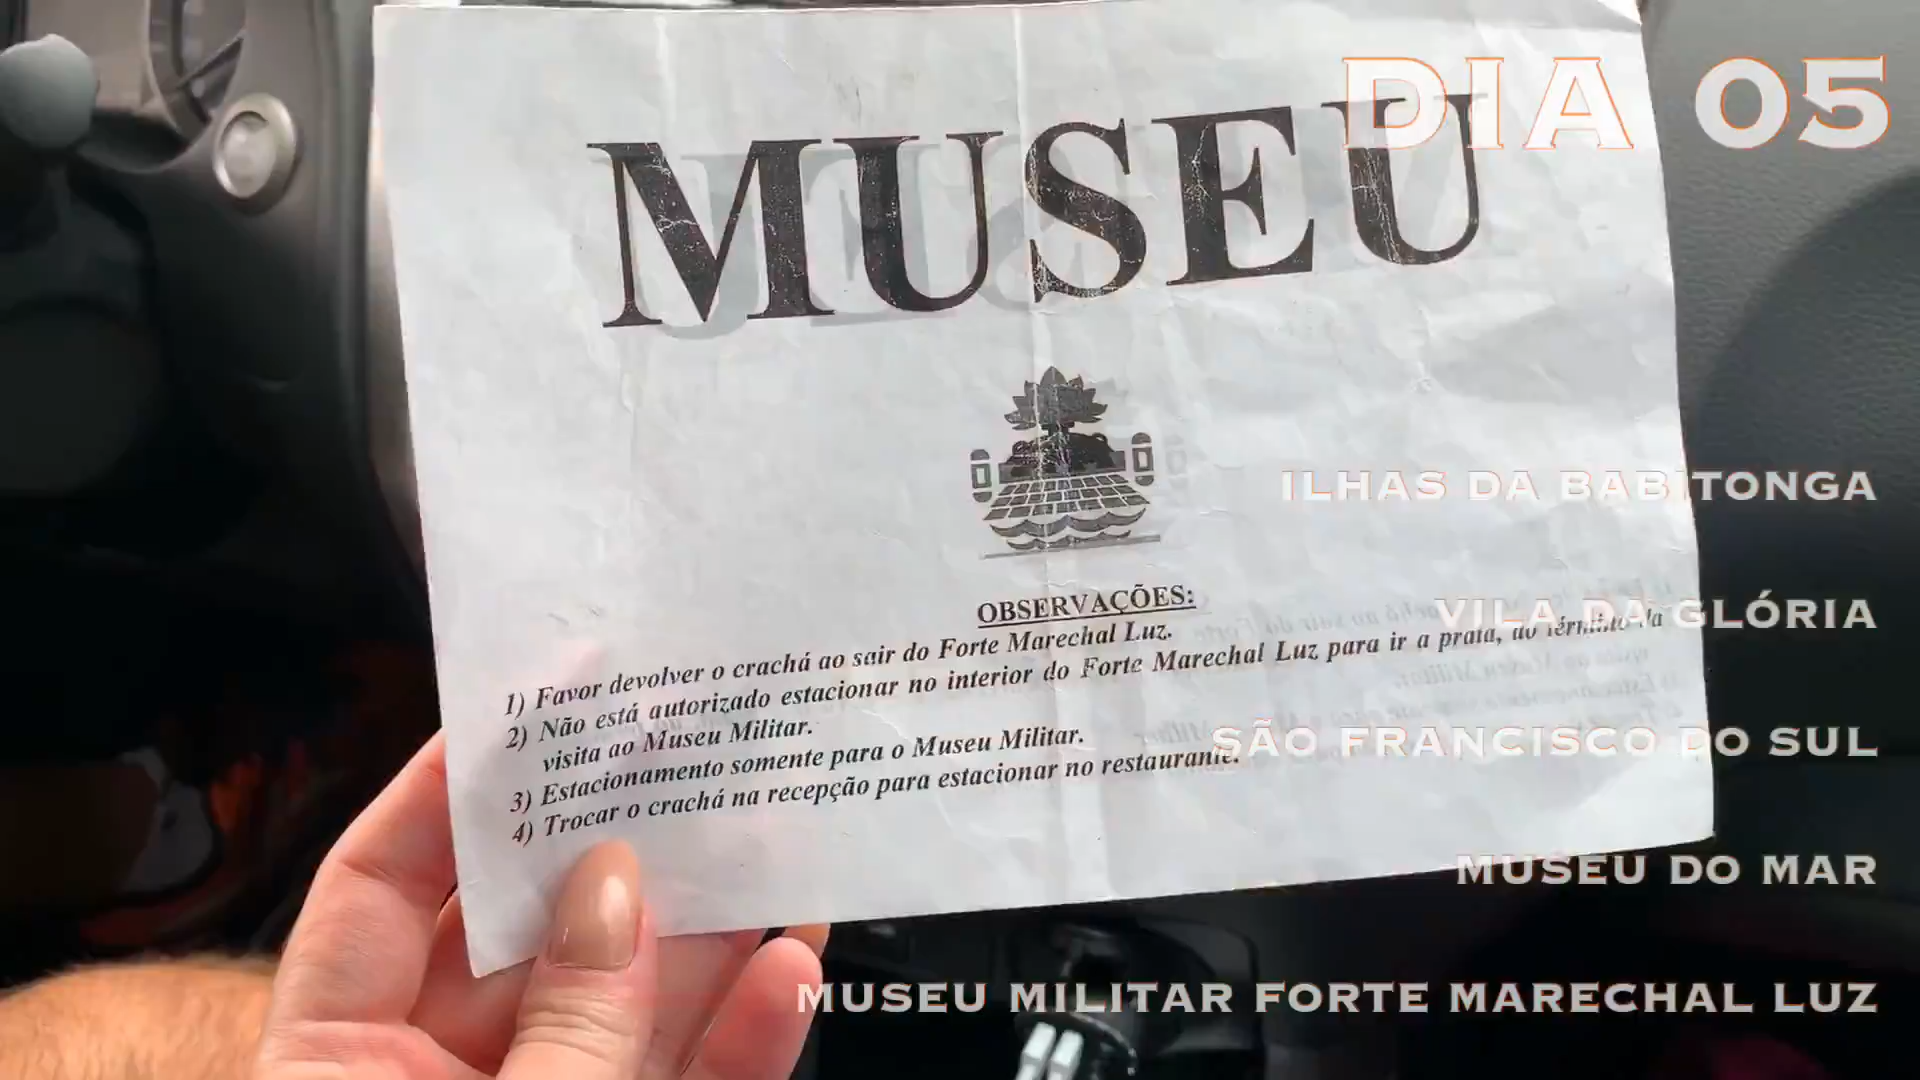 DIA 05
MUSEU
ILHAS DA BABITONGA
OBSERVAÇÕES:
VILA DA GLÓRIA
1) Favor devolver o crachá ao sair do Forte Marechal Luz.
2) Não está autorizado estacionar no interior do Forte Marechal Luz para ir a praia, ao término da
visita ao Museu Militar.
3) Estacionamento somente para o Museu Militar.
4) Trocar o crachá na recepção para estacionar no restaurante.
SÃO FRANCISCO DO SUL
MUSEU DO MAR
MUSEU MILITAR FORTE MARECHAL LUZ